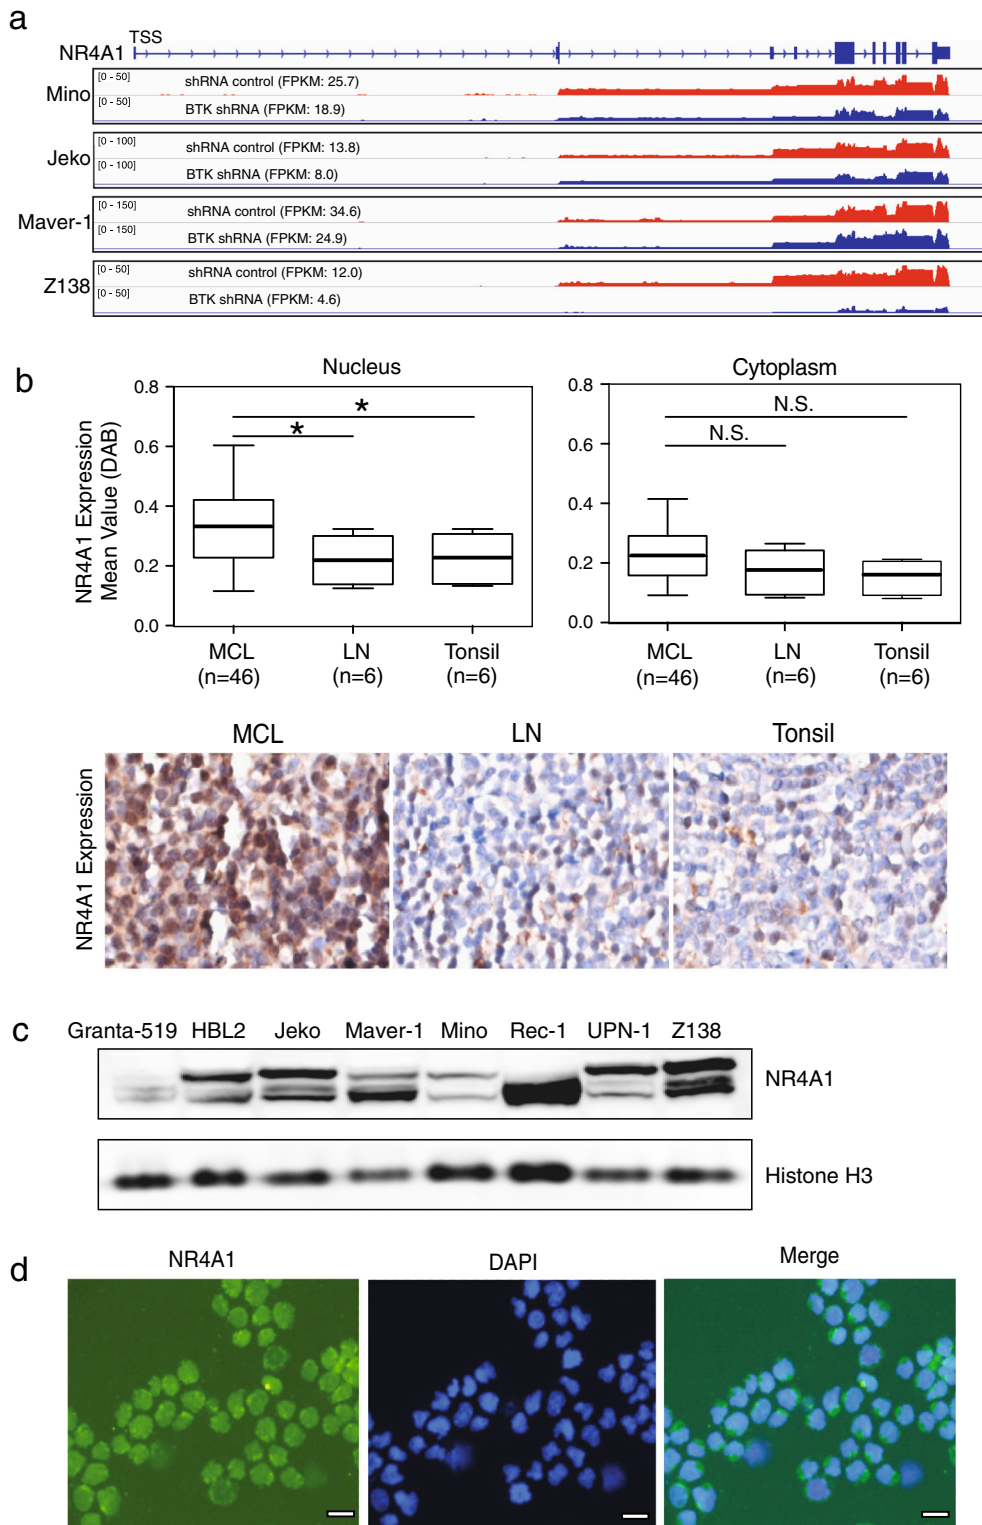 a
TSS
NR4A1
Mino
[0 - 50]
shRNA control (FPKM: 25.7)
[0 - 50]
BTK shRNA (FPKM: 18.9)
Jeko
[0 - 100]
shRNA control (FPKM: 13.8)
[0 - 100]
BTK shRNA (FPKM: 8.0)
Maver-1
[0 - 150]
shRNA control (FPKM: 34.6)
[0 - 150]
BTK shRNA (FPKM: 24.9)
Z138
[0 - 50]
shRNA control (FPKM: 12.0)
[0 - 50]
BTK shRNA (FPKM: 4.6)
b
Nucleus
NR4A1 Expression
Mean Value (DAB)
0.8
0.6
0.4
0.2
0.0
*
*
MCL
(n=46)
LN
(n=6)
Tonsil
(n=6)
Cytoplasm
0.8
0.6
0.4
0.2
0.0
N.S.
N.S.
MCL
(n=46)
LN
(n=6)
Tonsil
(n=6)
MCL LN Tonsil
NR4A1 Expression
c
Granta-519 HBL2 Jeko Maver-1 Mino Rec-1 UPN-1 Z138
NR4A1
Histone H3
d
NR4A1 DAPI Merge